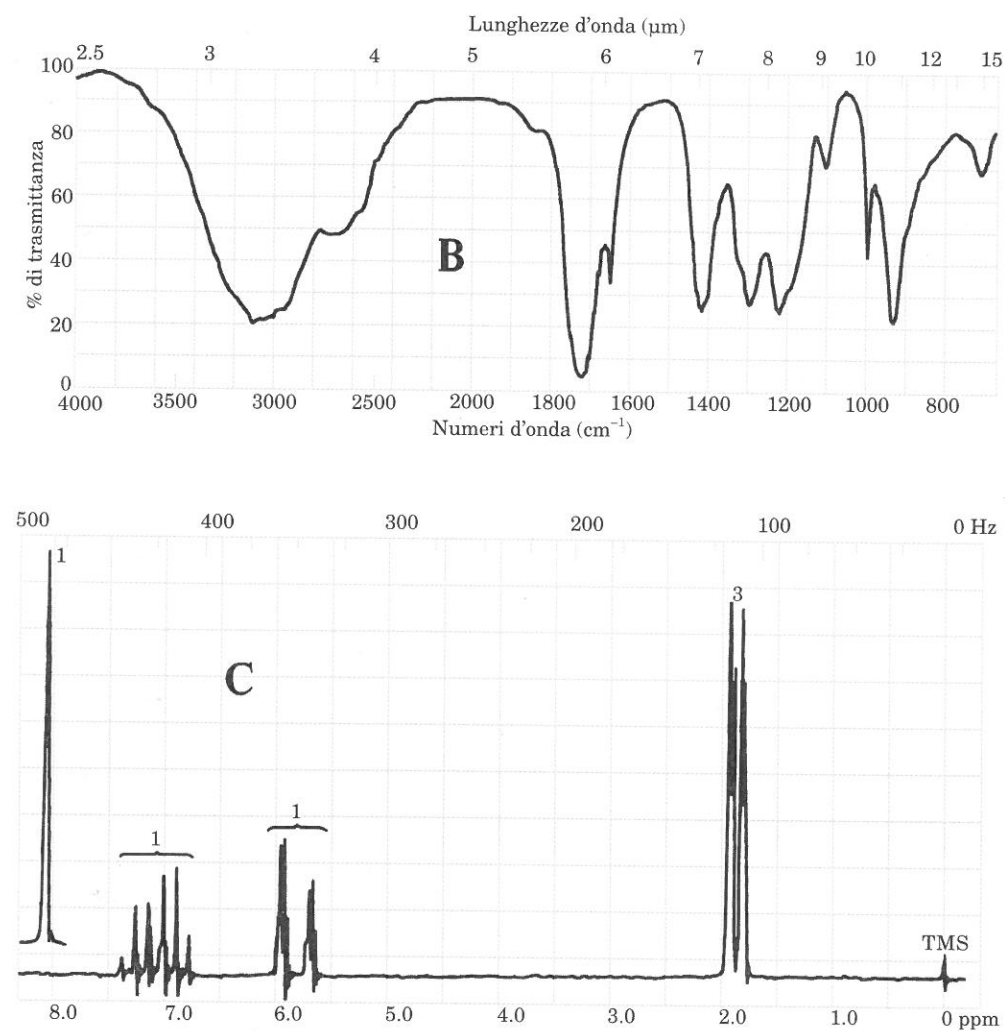 Lunghezze d'onda (μm)
2.5 3 4 5 6 7 8 9 10 12 15
100
80
60
40
20
0
% di trasmittanza
B
4000 3500 3000 2500 2000 1800 1600 1400 1200 1000 800
Numeri d'onda (cm⁻¹)
500 400 300 200 100 0 Hz
1
3
C
1
1
TMS
8.0 7.0 6.0 5.0 4.0 3.0 2.0 1.0 0 ppm